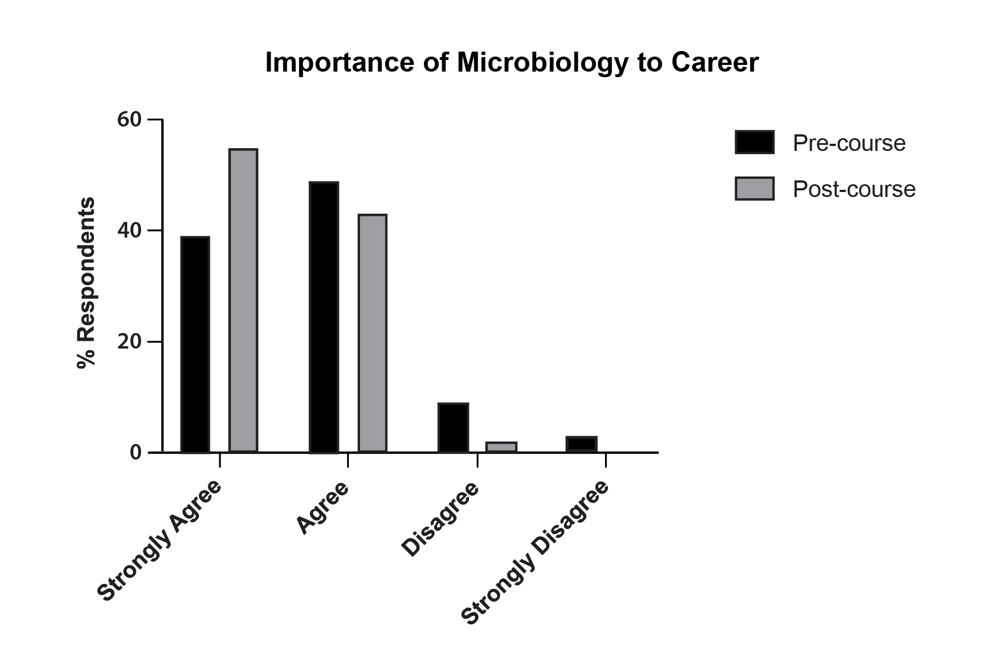 Importance of Microbiology to Career
60
40
20
0
% Respondents
Strongly Agree
Agree
Disagree
Strongly Disagree
Pre-course
Post-course